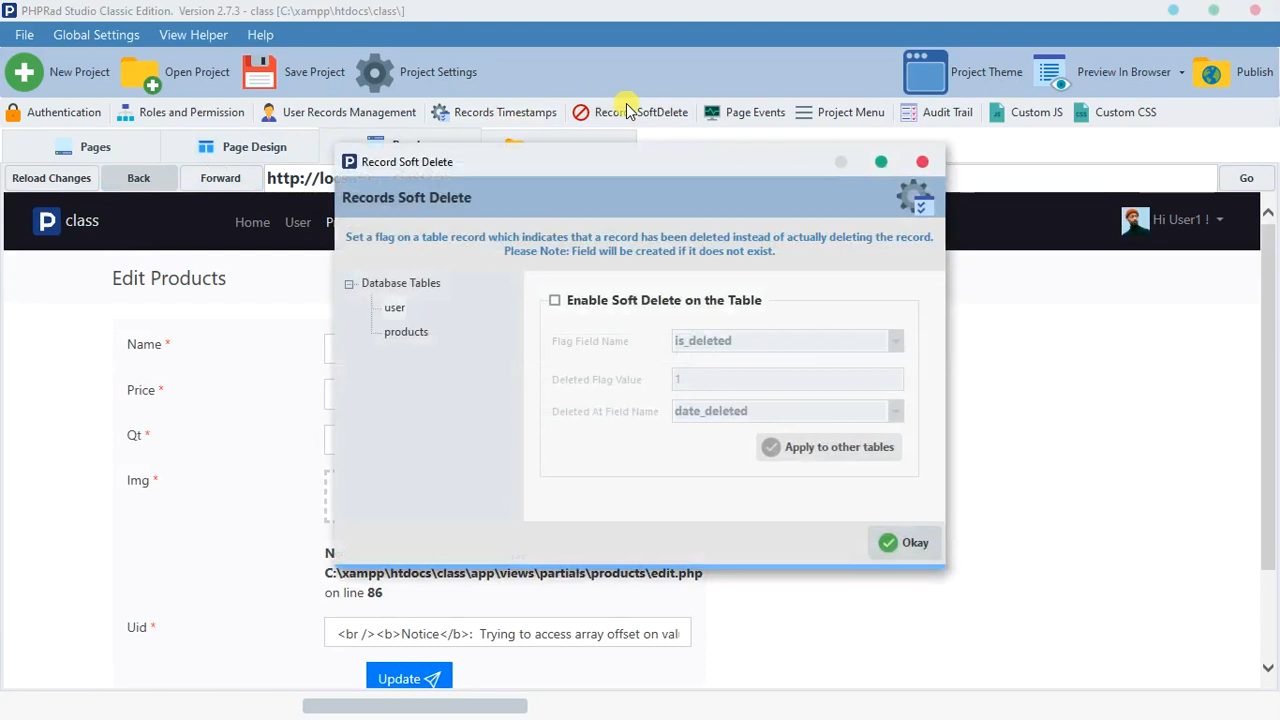 PHPRad Studio Classic Edition. Version 2.7.3 - class [C:\xampp\htdocs\class\]
File Global Settings View Helper Help
New Project Open Project Save Project Project Settings Project Theme Preview In Browser Publish
Authentication Roles and Permission User Records Management Records Timestamps SoftDelete Page Events Project Menu Audit Trail Custom JS Custom CSS
Pages Page Design
Record Soft Delete
Reload Changes Back Forward Go
Records Soft Delete
class Home User Hi User1 !
Set a flag on a table record which indicates that a record has been deleted instead of actually deleting the record.
Please Note: Field will be created if it does not exist.
Edit Products
Database Tables
user
products
Enable Soft Delete on the Table
Flag Field Name is_deleted
Deleted Flag Value 1
Deleted At Field Name date_deleted
Apply to other tables
Okay
Name *
Price *
Qt *
Img *
C:\xampp\htdocs\class\app\views\partials\products\edit.php
on line 86
Uid * <br /><b>Notice</b>: Trying to access array offset on
Update